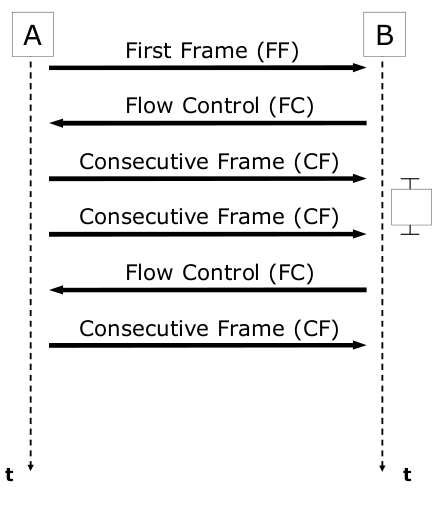 A
B
First Frame (FF)
Flow Control (FC)
Consecutive Frame (CF)
Consecutive Frame (CF)
Flow Control (FC)
Consecutive Frame (CF)
t
t